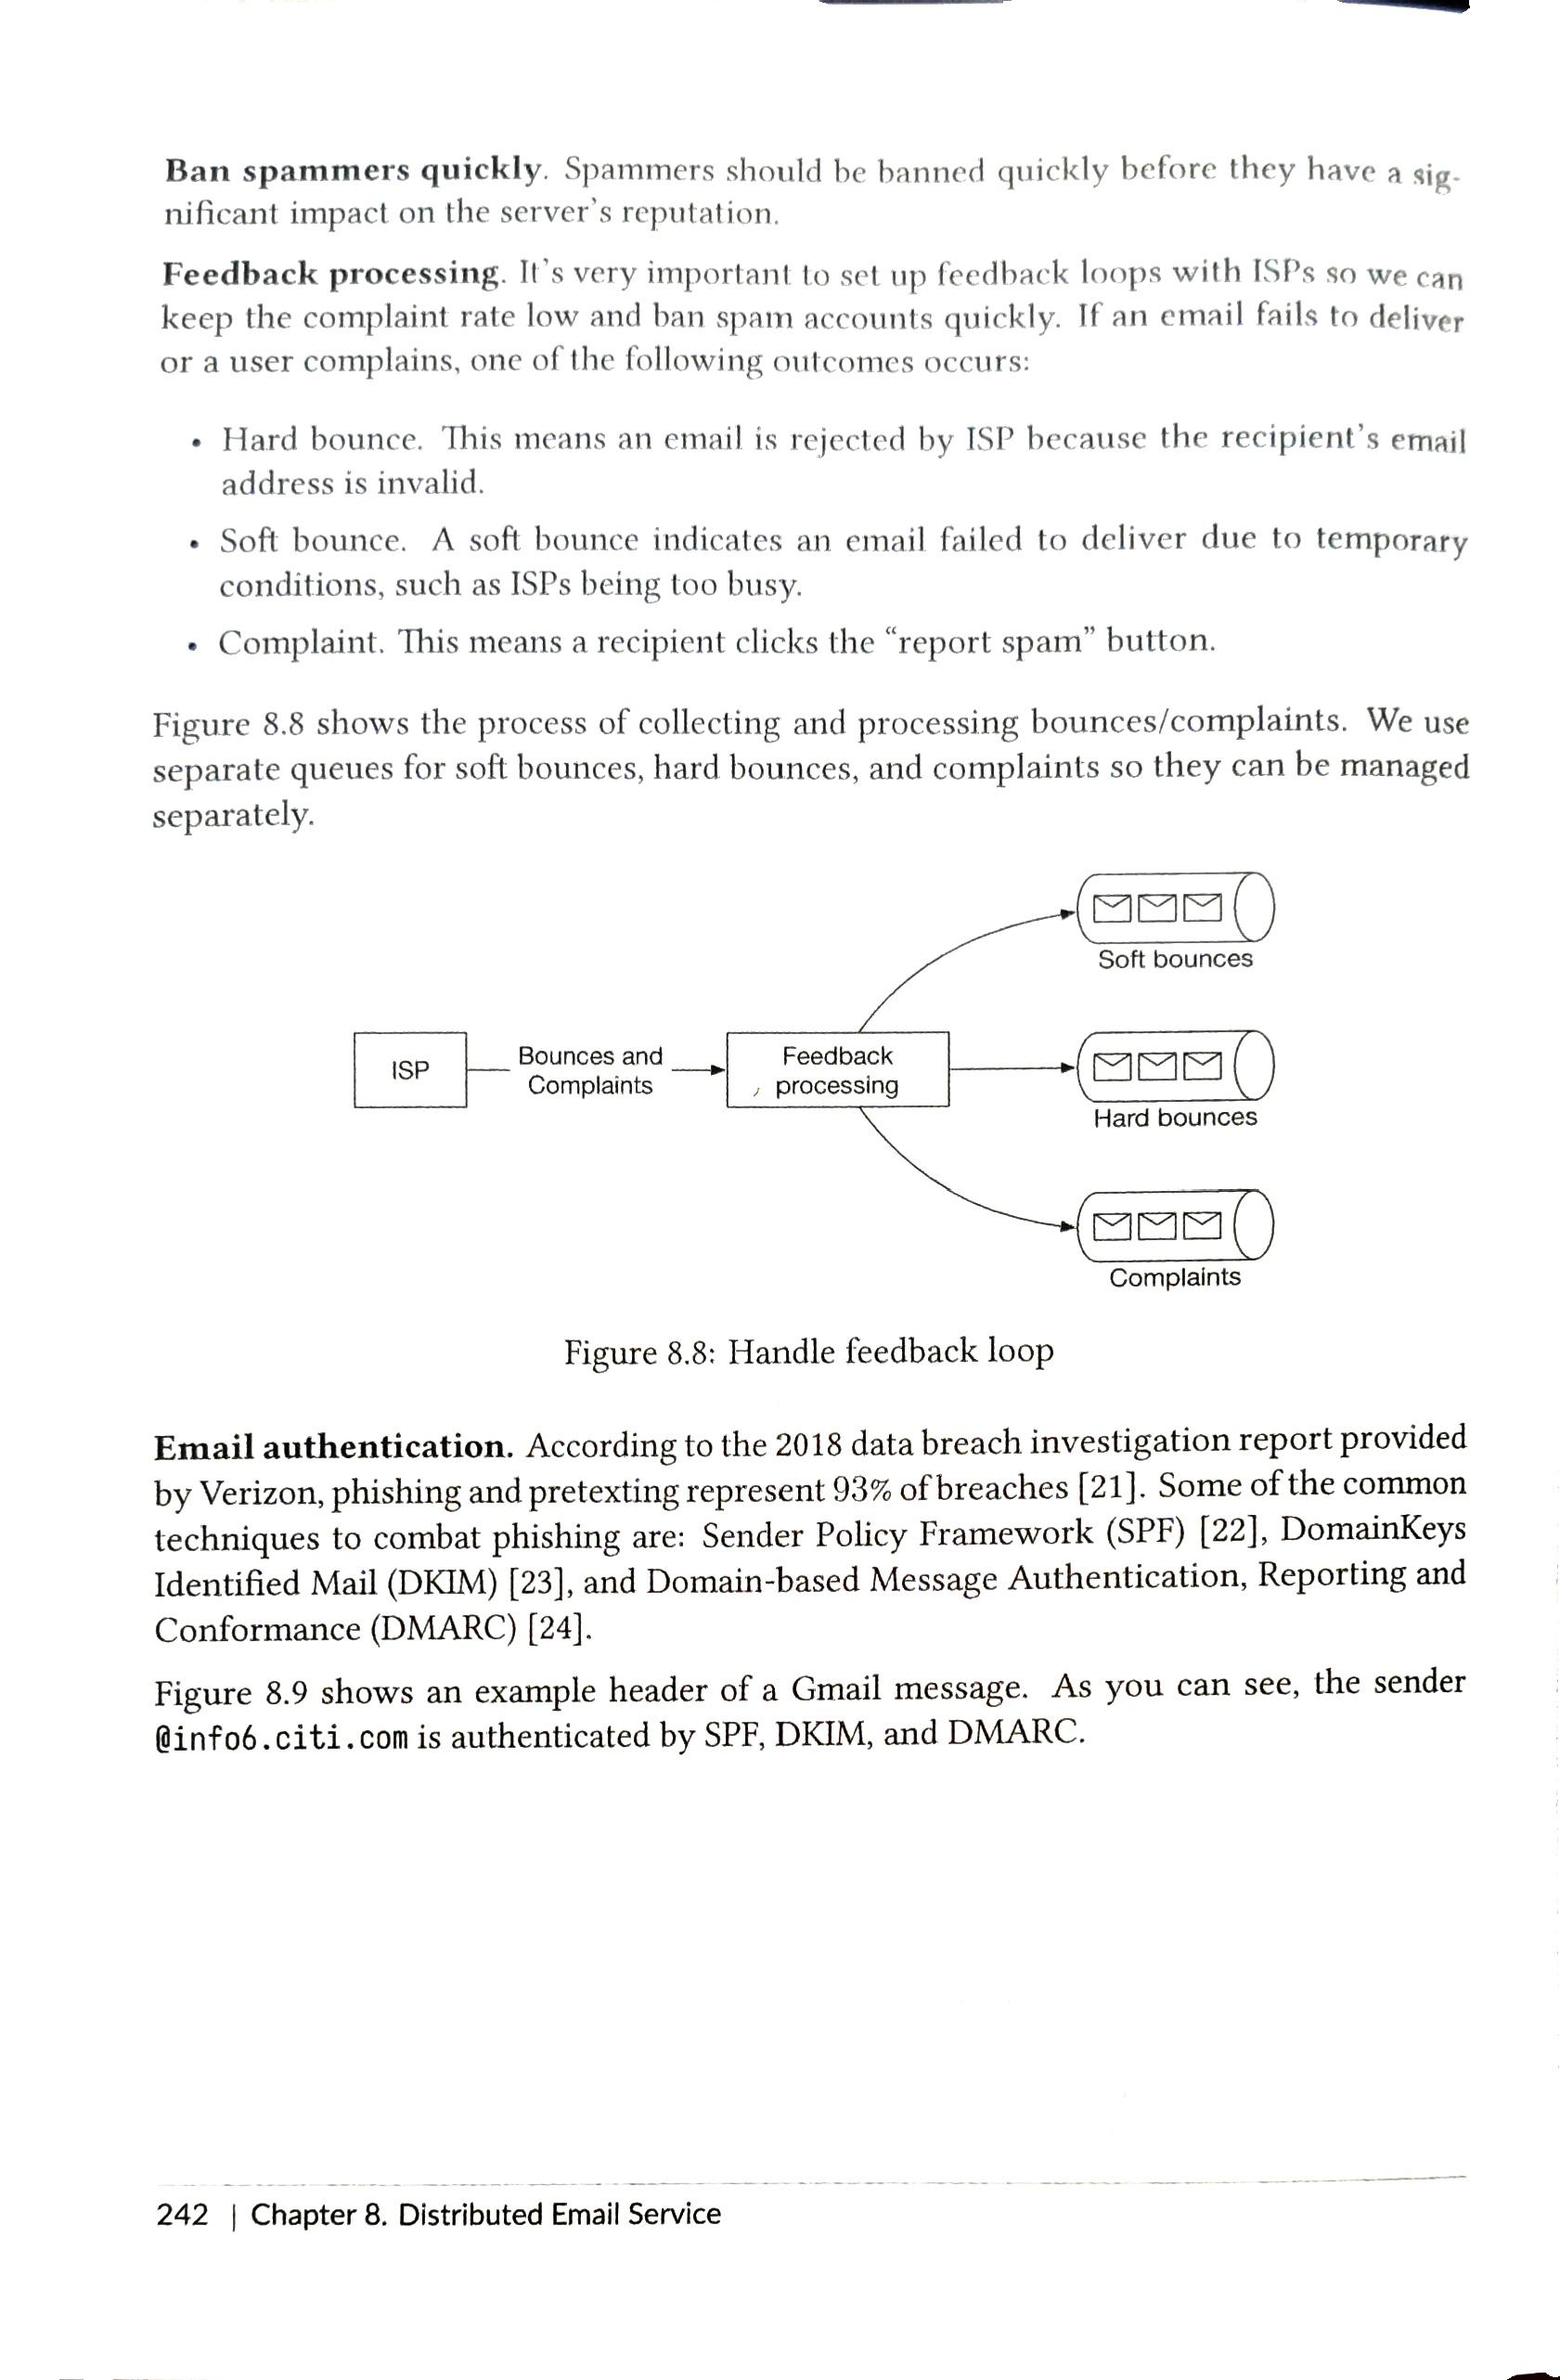 Ban spammers quickly. Spammers should be banned quickly before they have a sig-
nificant impact on the server's reputation.
Feedback processing. It's very important to set up feedback loops with ISPs so we can
keep the complaint rate low and ban spam accounts quickly. If an email fails to deliver
or a user complains, one of the following outcomes occurs:
• Hard bounce. This means an email is rejected by ISP because the recipient's email
address is invalid.
• Soft bounce. A soft bounce indicates an email failed to deliver due to temporary
conditions, such as ISPs being too busy.
• Complaint. This means a recipient clicks the “report spam” button.
Figure 8.8 shows the process of collecting and processing bounces/complaints. We use
separate queues for soft bounces, hard bounces, and complaints so they can be managed
separately.
Soft bounces
ISP
Bounces and
Complaints
Feedback
processing
Hard bounces
Complaints
Figure 8.8: Handle feedback loop
Email authentication. According to the 2018 data breach investigation report provided
by Verizon, phishing and pretexting represent 93% of breaches [21]. Some of the common
techniques to combat phishing are: Sender Policy Framework (SPF) [22], DomainKeys
Identified Mail (DKIM) [23], and Domain-based Message Authentication, Reporting and
Conformance (DMARC) [24].
Figure 8.9 shows an example header of a Gmail message. As you can see, the sender
@info6.citi.com is authenticated by SPF, DKIM, and DMARC.
242 | Chapter 8. Distributed Email Service